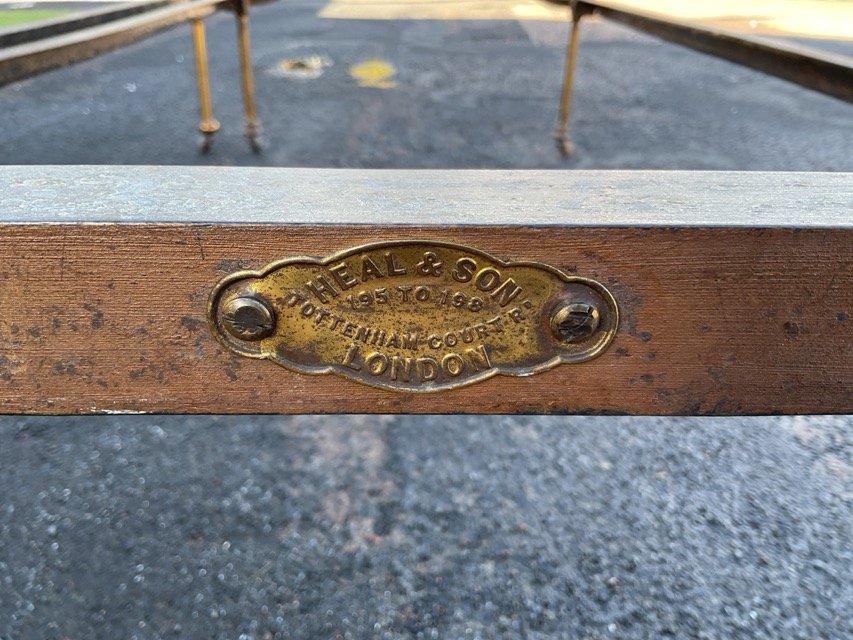 HEAL & SON
195 TO 198
TOTTENHAM COURT RD
LONDON